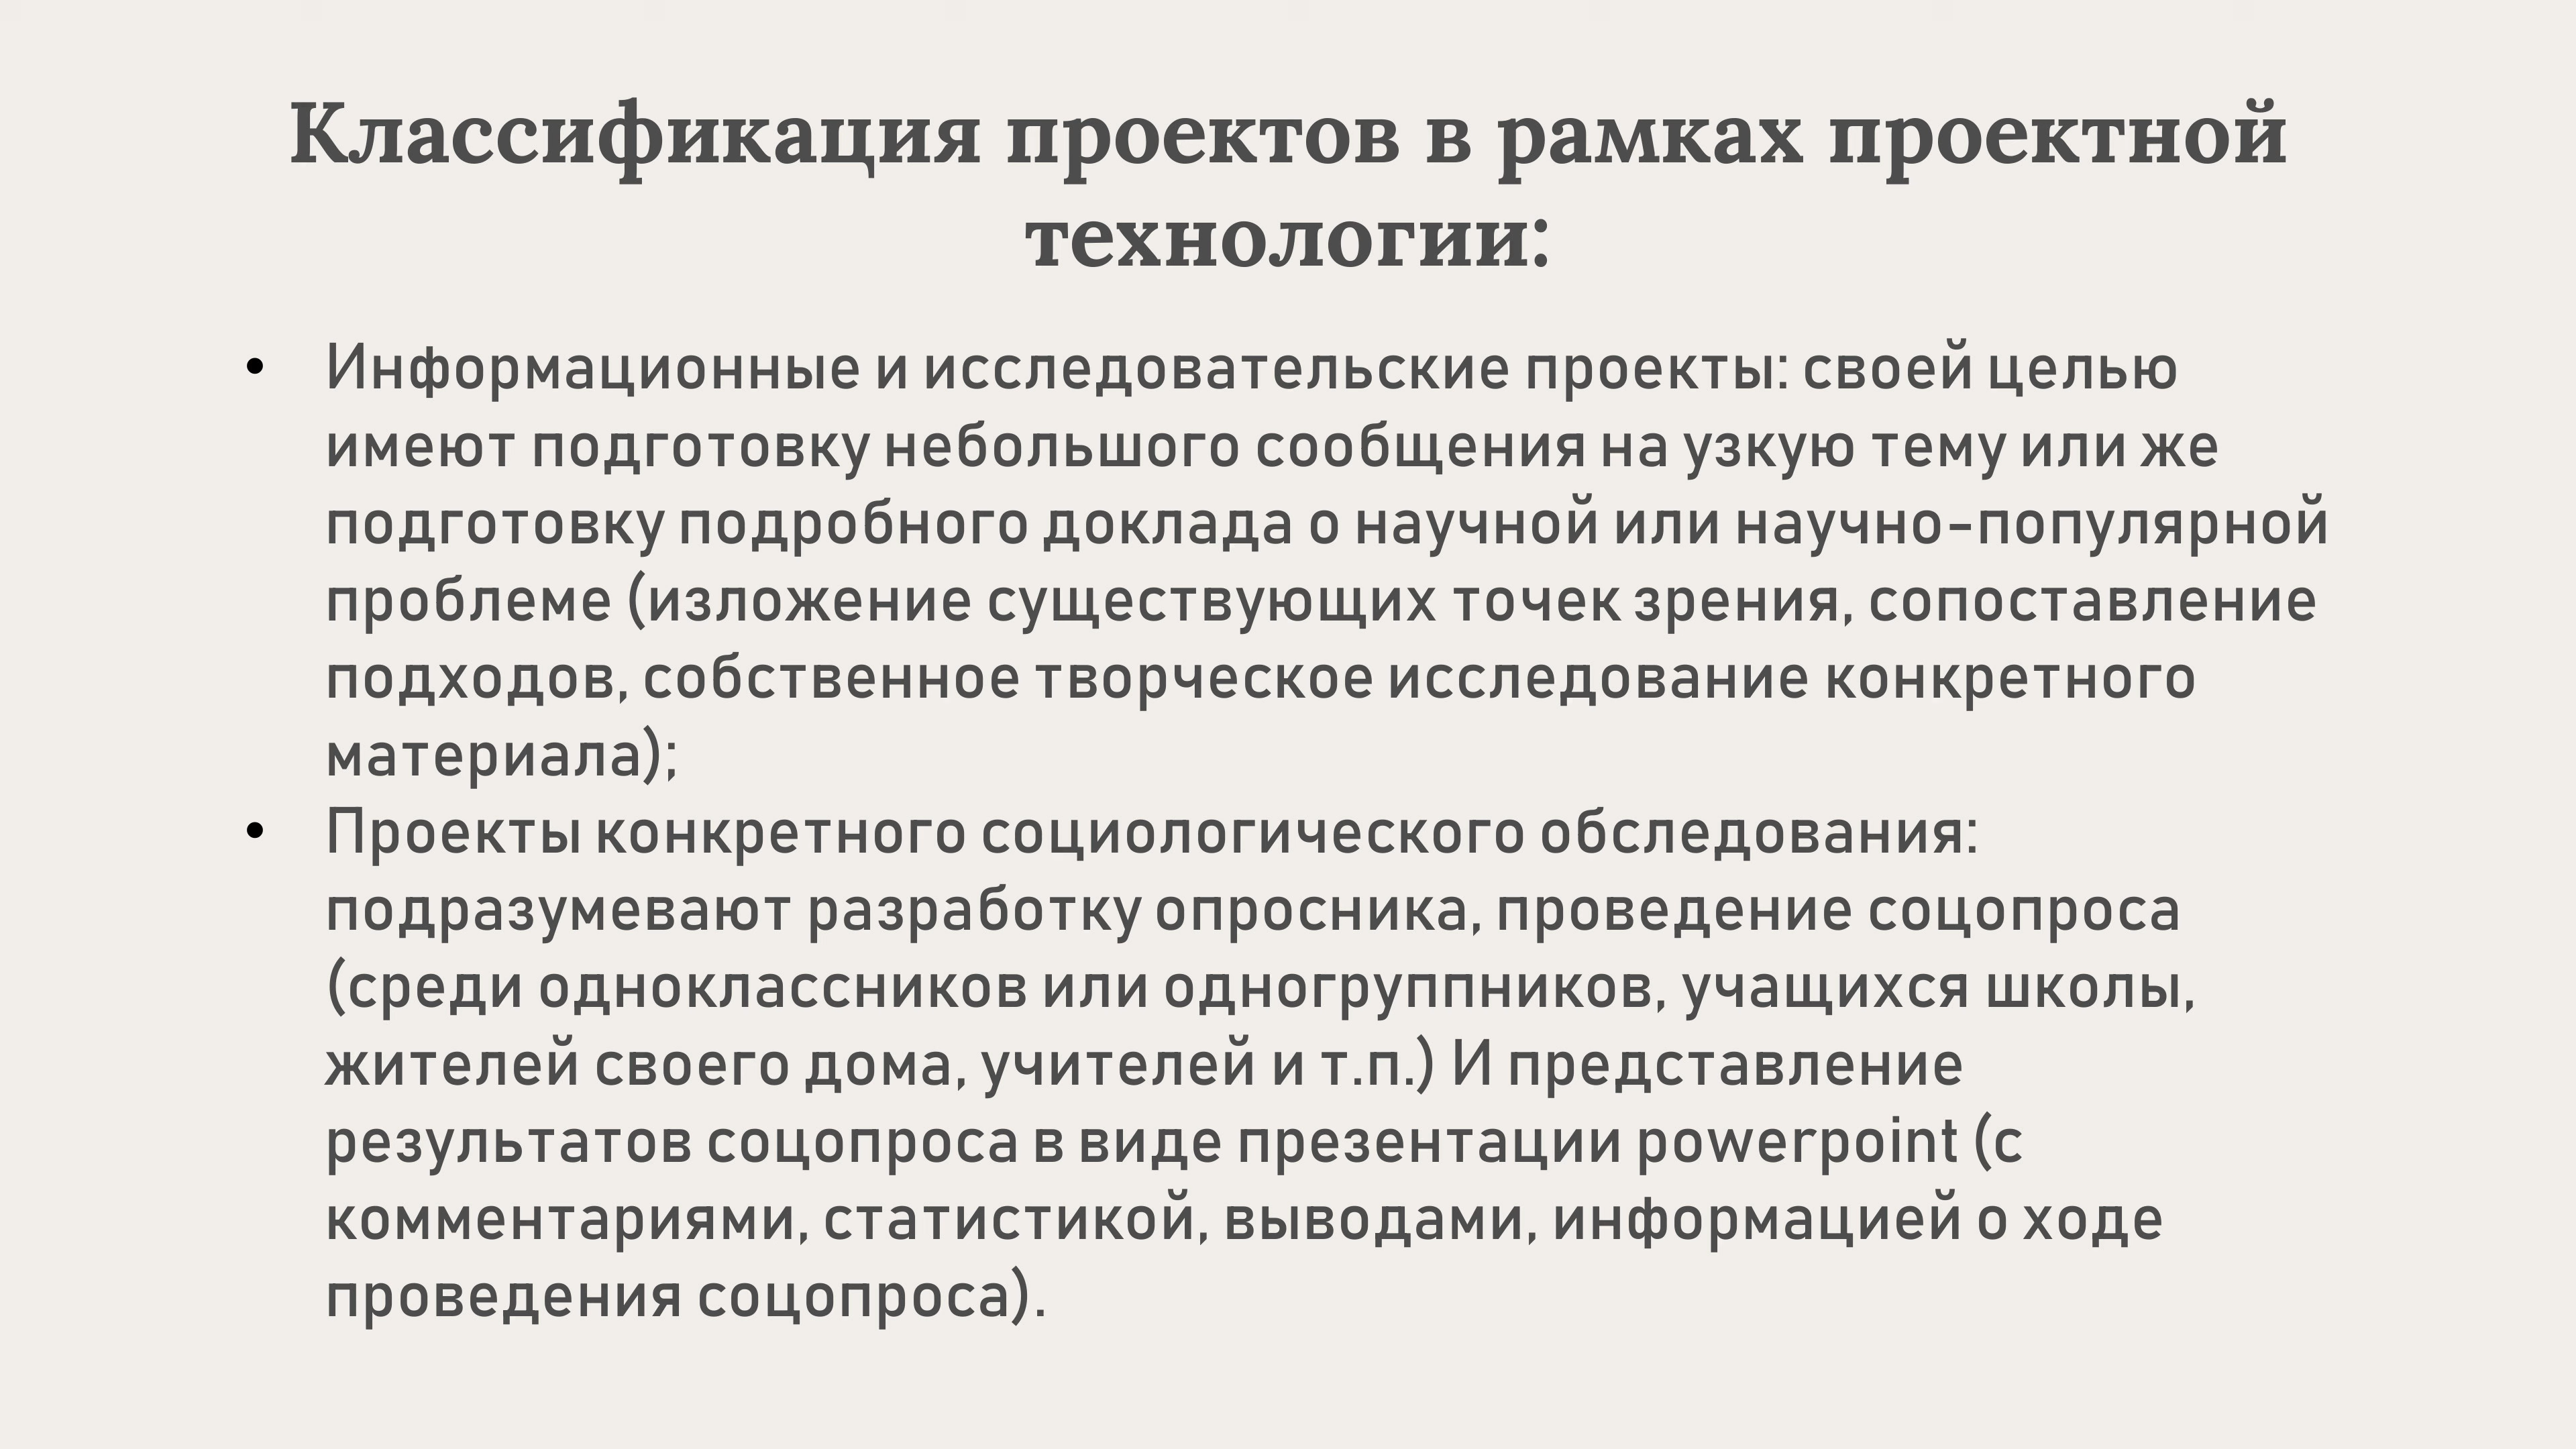 Классификация проектов в рамках проектной
технологии:
• Информационные и исследовательские проекты: своей целью
имеют подготовку небольшого сообщения на узкую тему или же
подготовку подробного доклада о научной или научно-популярной
проблеме (изложение существующих точек зрения, сопоставление
подходов, собственное творческое исследование конкретного
материала);
• Проекты конкретного социологического обследования:
подразумевают разработку опросника, проведение соцопроса
(среди одноклассников или одногруппников, учащихся школы,
жителей своего дома, учителей и т.п.) И представление
результатов соцопроса в виде презентации powerpoint (с
комментариями, статистикой, выводами, информацией о ходе
проведения соцопроса).